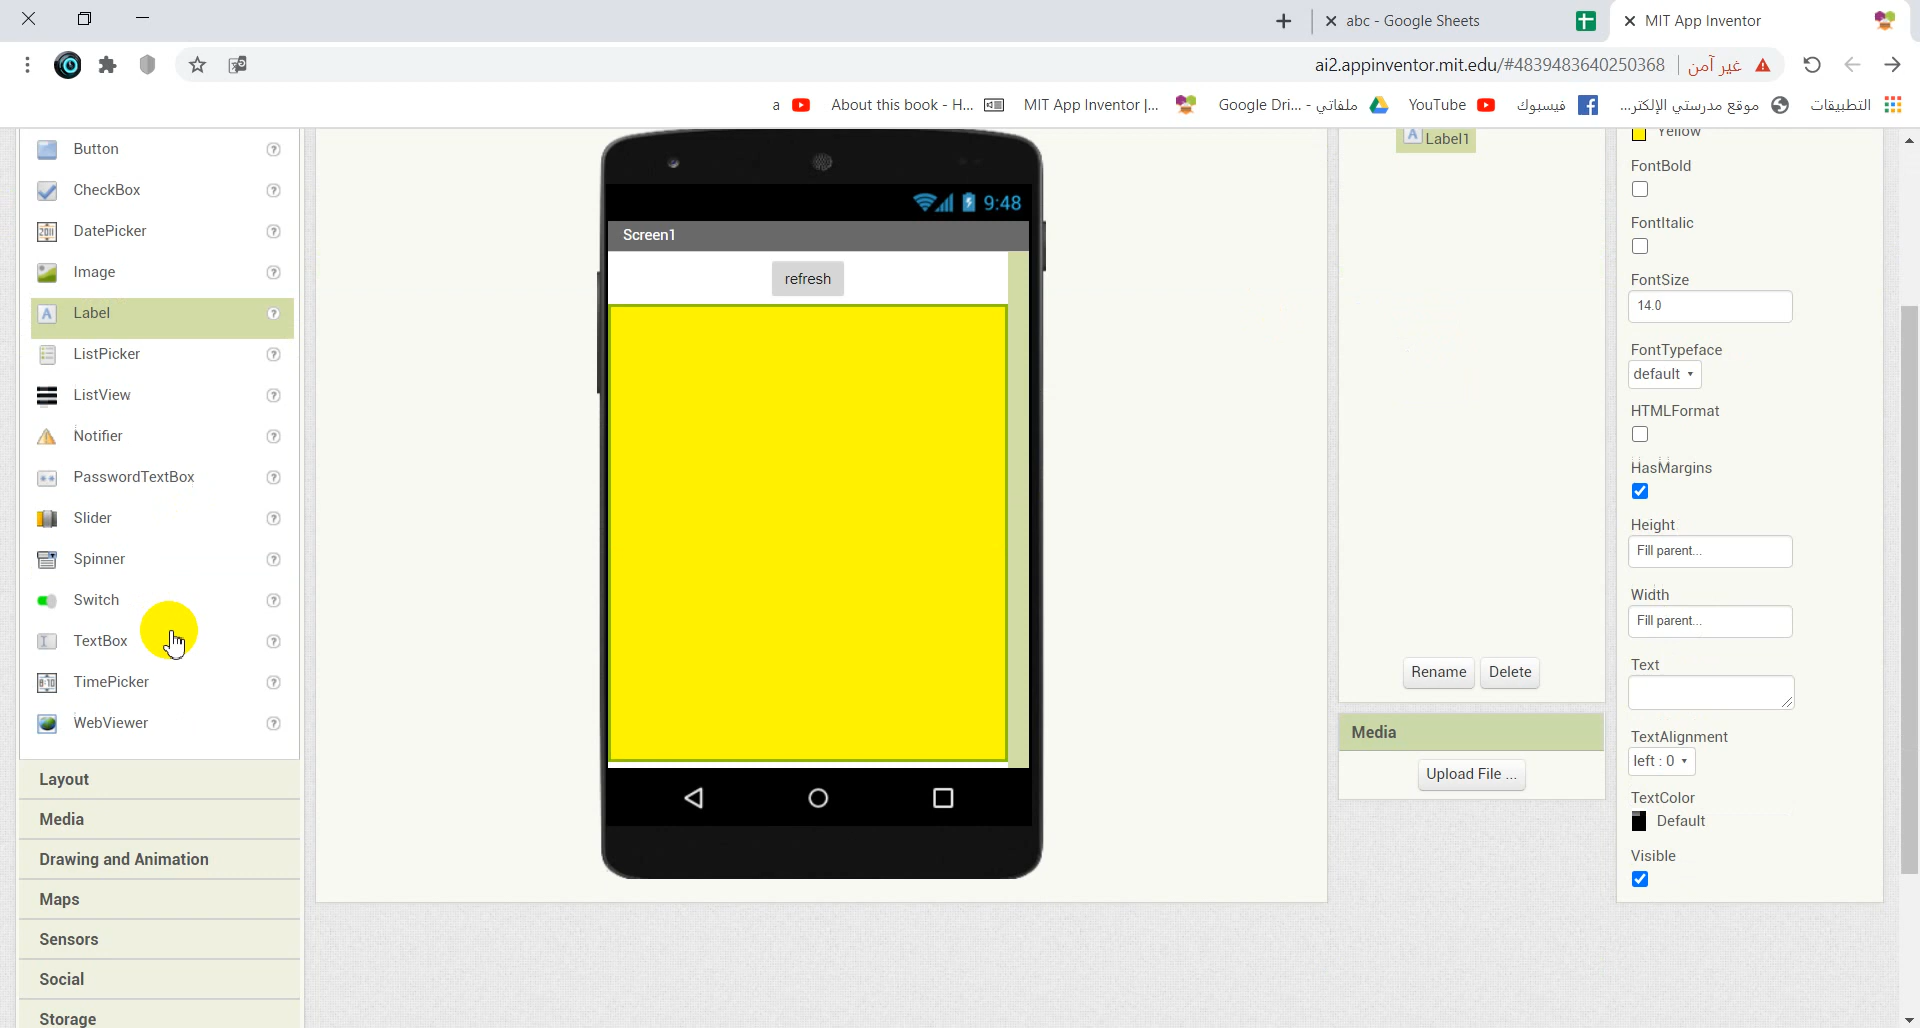 abc - Google Sheets
MIT App Inventor
ai2.appinventor.mit.edu/#4839483640250368
غير آمن
a
About this book - H...
MIT App Inventor |...
ملفاتي - Google Dri...
YouTube
فيسبوك
موقع مدرستي الإلكتر...
التطبيقات
Button
CheckBox
DatePicker
Image
Label
ListPicker
ListView
Notifier
PasswordTextBox
Slider
Spinner
Switch
TextBox
TimePicker
WebViewer
Layout
Media
Drawing and Animation
Maps
Sensors
Social
Storage
9:48
Screen1
refresh
Label1
Rename
Delete
Media
Upload File ...
Yellow
FontBold
FontItalic
FontSize
14.0
FontTypeface
default
HTMLFormat
HasMargins
Height
Fill parent...
Width
Fill parent...
Text
TextAlignment
left : 0
TextColor
Default
Visible